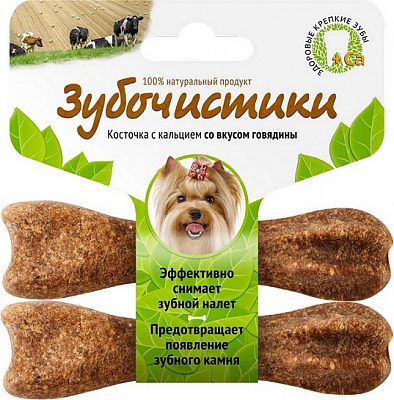 100% натуральный продукт
Зубочистики
Косточка с кальцием со вкусом говядины
ЗДОРОВЫЕ КРЕПКИЕ ЗУБЫ
Ca
Эффективно
снимает
зубной налет
Предотвращает
появление
зубного камня